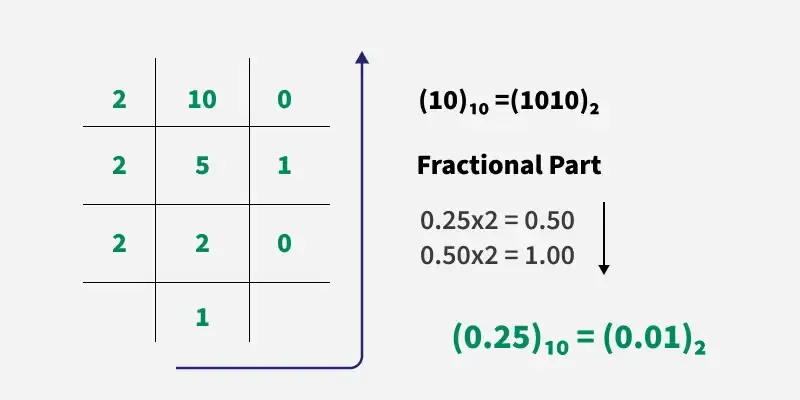 2 10 0
2 5 1
2 2 0
1
(10)₁₀ =(1010)₂
Fractional Part
0.25x2 = 0.50
0.50x2 = 1.00
(0.25)₁₀ = (0.01)₂